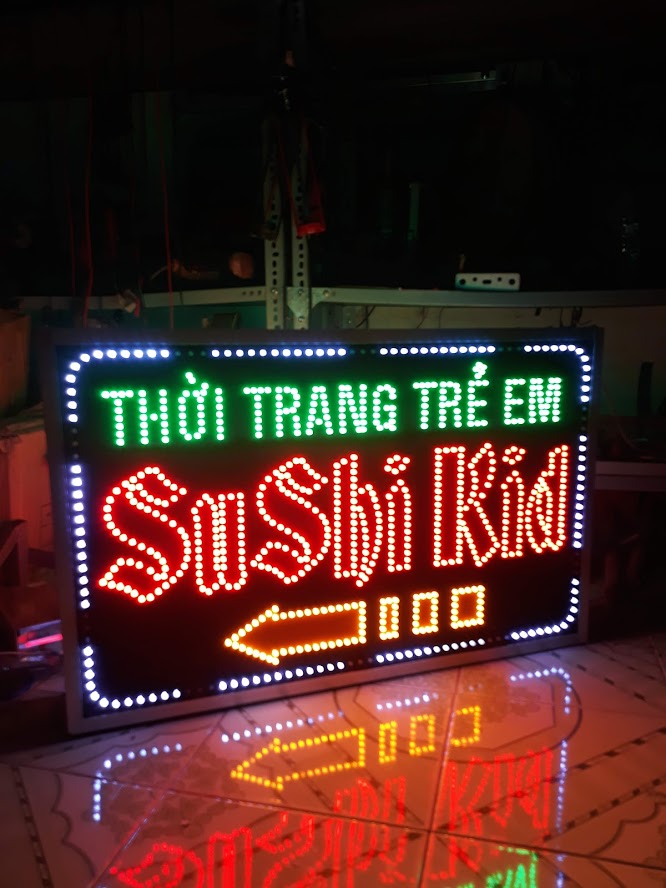 THỜI TRANG TRẺ EM
SuShi Kid